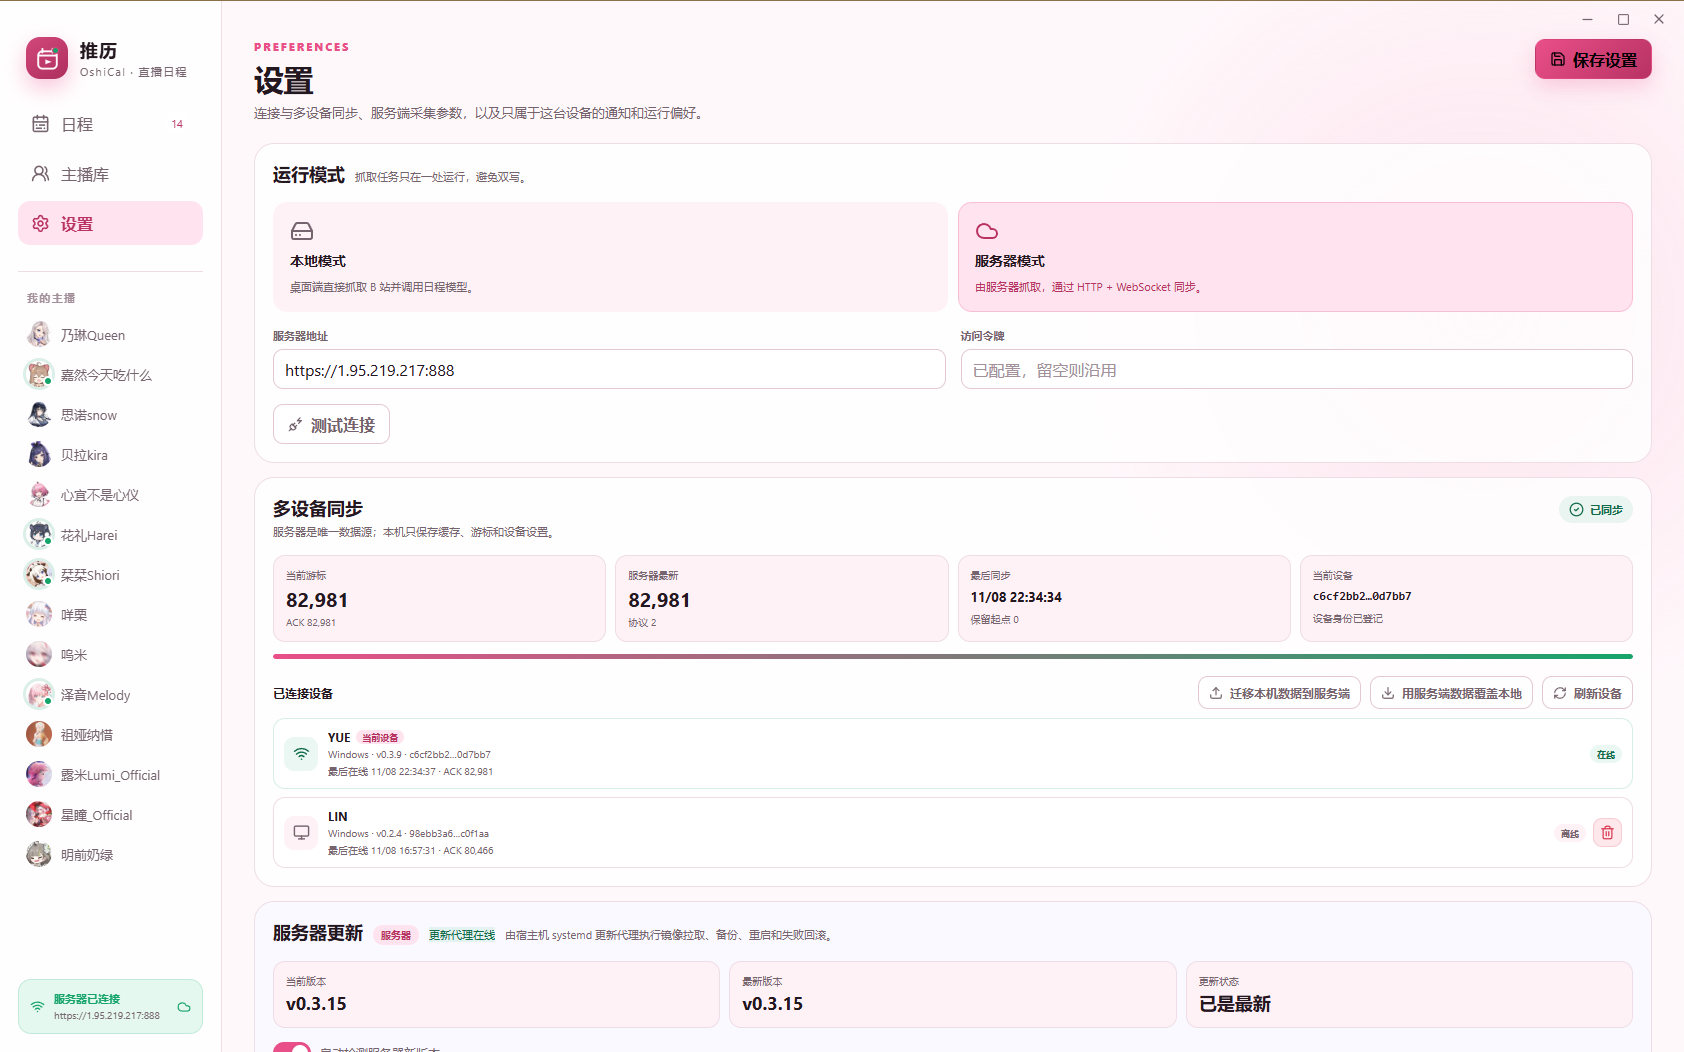 推历
OshiCal · 直播日程
日程 14
主播库
设置
我的主播
乃琳Queen
嘉然今天吃什么
思诺snow
贝拉kira
心宜不是心仪
花礼Harei
栞栞Shiori
咩栗
呜米
泽音Melody
祖娅纳惜
露米Lumi_Official
星瞳_Official
明前奶绿
服务器已连接
https://1.95.219.217:888
PREFERENCES
设置
连接与多设备同步、服务端采集参数，以及只属于这台设备的通知和运行偏好。
保存设置
运行模式 抓取任务只在一处运行，避免双写。
本地模式
桌面端直接抓取 B 站并调用日程模型。
服务器模式
由服务器抓取，通过 HTTP + WebSocket 同步。
服务器地址
https://1.95.219.217:888
访问令牌
已配置，留空则沿用
测试连接
多设备同步
服务器是唯一数据源；本机只保存缓存、游标和设备设置。
已同步
当前游标
82,981
ACK 82,981
服务器最新
82,981
协议 2
最后同步
11/08 22:34:34
保留起点 0
当前设备
c6cf2bb2…0d7bb7
设备身份已登记
已连接设备
迁移本机数据到服务端
用服务端数据覆盖本地
刷新设备
YUE 当前设备
Windows · v0.3.9 · c6cf2bb2…0d7bb7
最后在线 11/08 22:34:37 · ACK 82,981
在线
LIN
Windows · v0.2.4 · 98ebb3a6…c0f1aa
最后在线 11/08 16:57:31 · ACK 80,466
离线
服务器更新 服务器 更新代理在线 由宿主机 systemd 更新代理执行镜像拉取、备份、重启和失败回滚。
当前版本
v0.3.15
最新版本
v0.3.15
更新状态
已是最新
自动检测服务器新版本